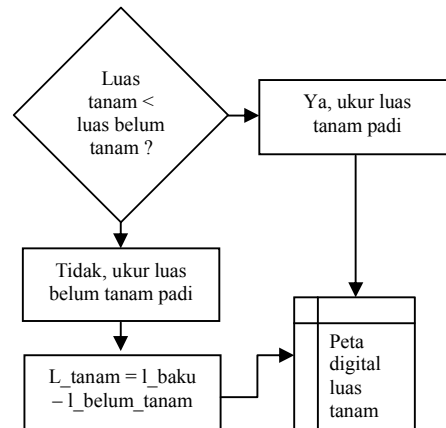 Luas
tanam <
luas belum
tanam ?
Ya, ukur luas
tanam padi
Tidak, ukur luas
belum tanam padi
L_tanam = l_baku
– l_belum_tanam
Peta
digital
luas
tanam